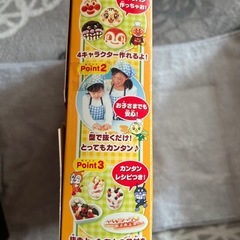 作っちゃお!
4キャラクター作れるよ!
Point2
お子さまでも
安心!
型で抜くだけ!
とってもカンタン♪
Point3
カンタン
レシピつき!